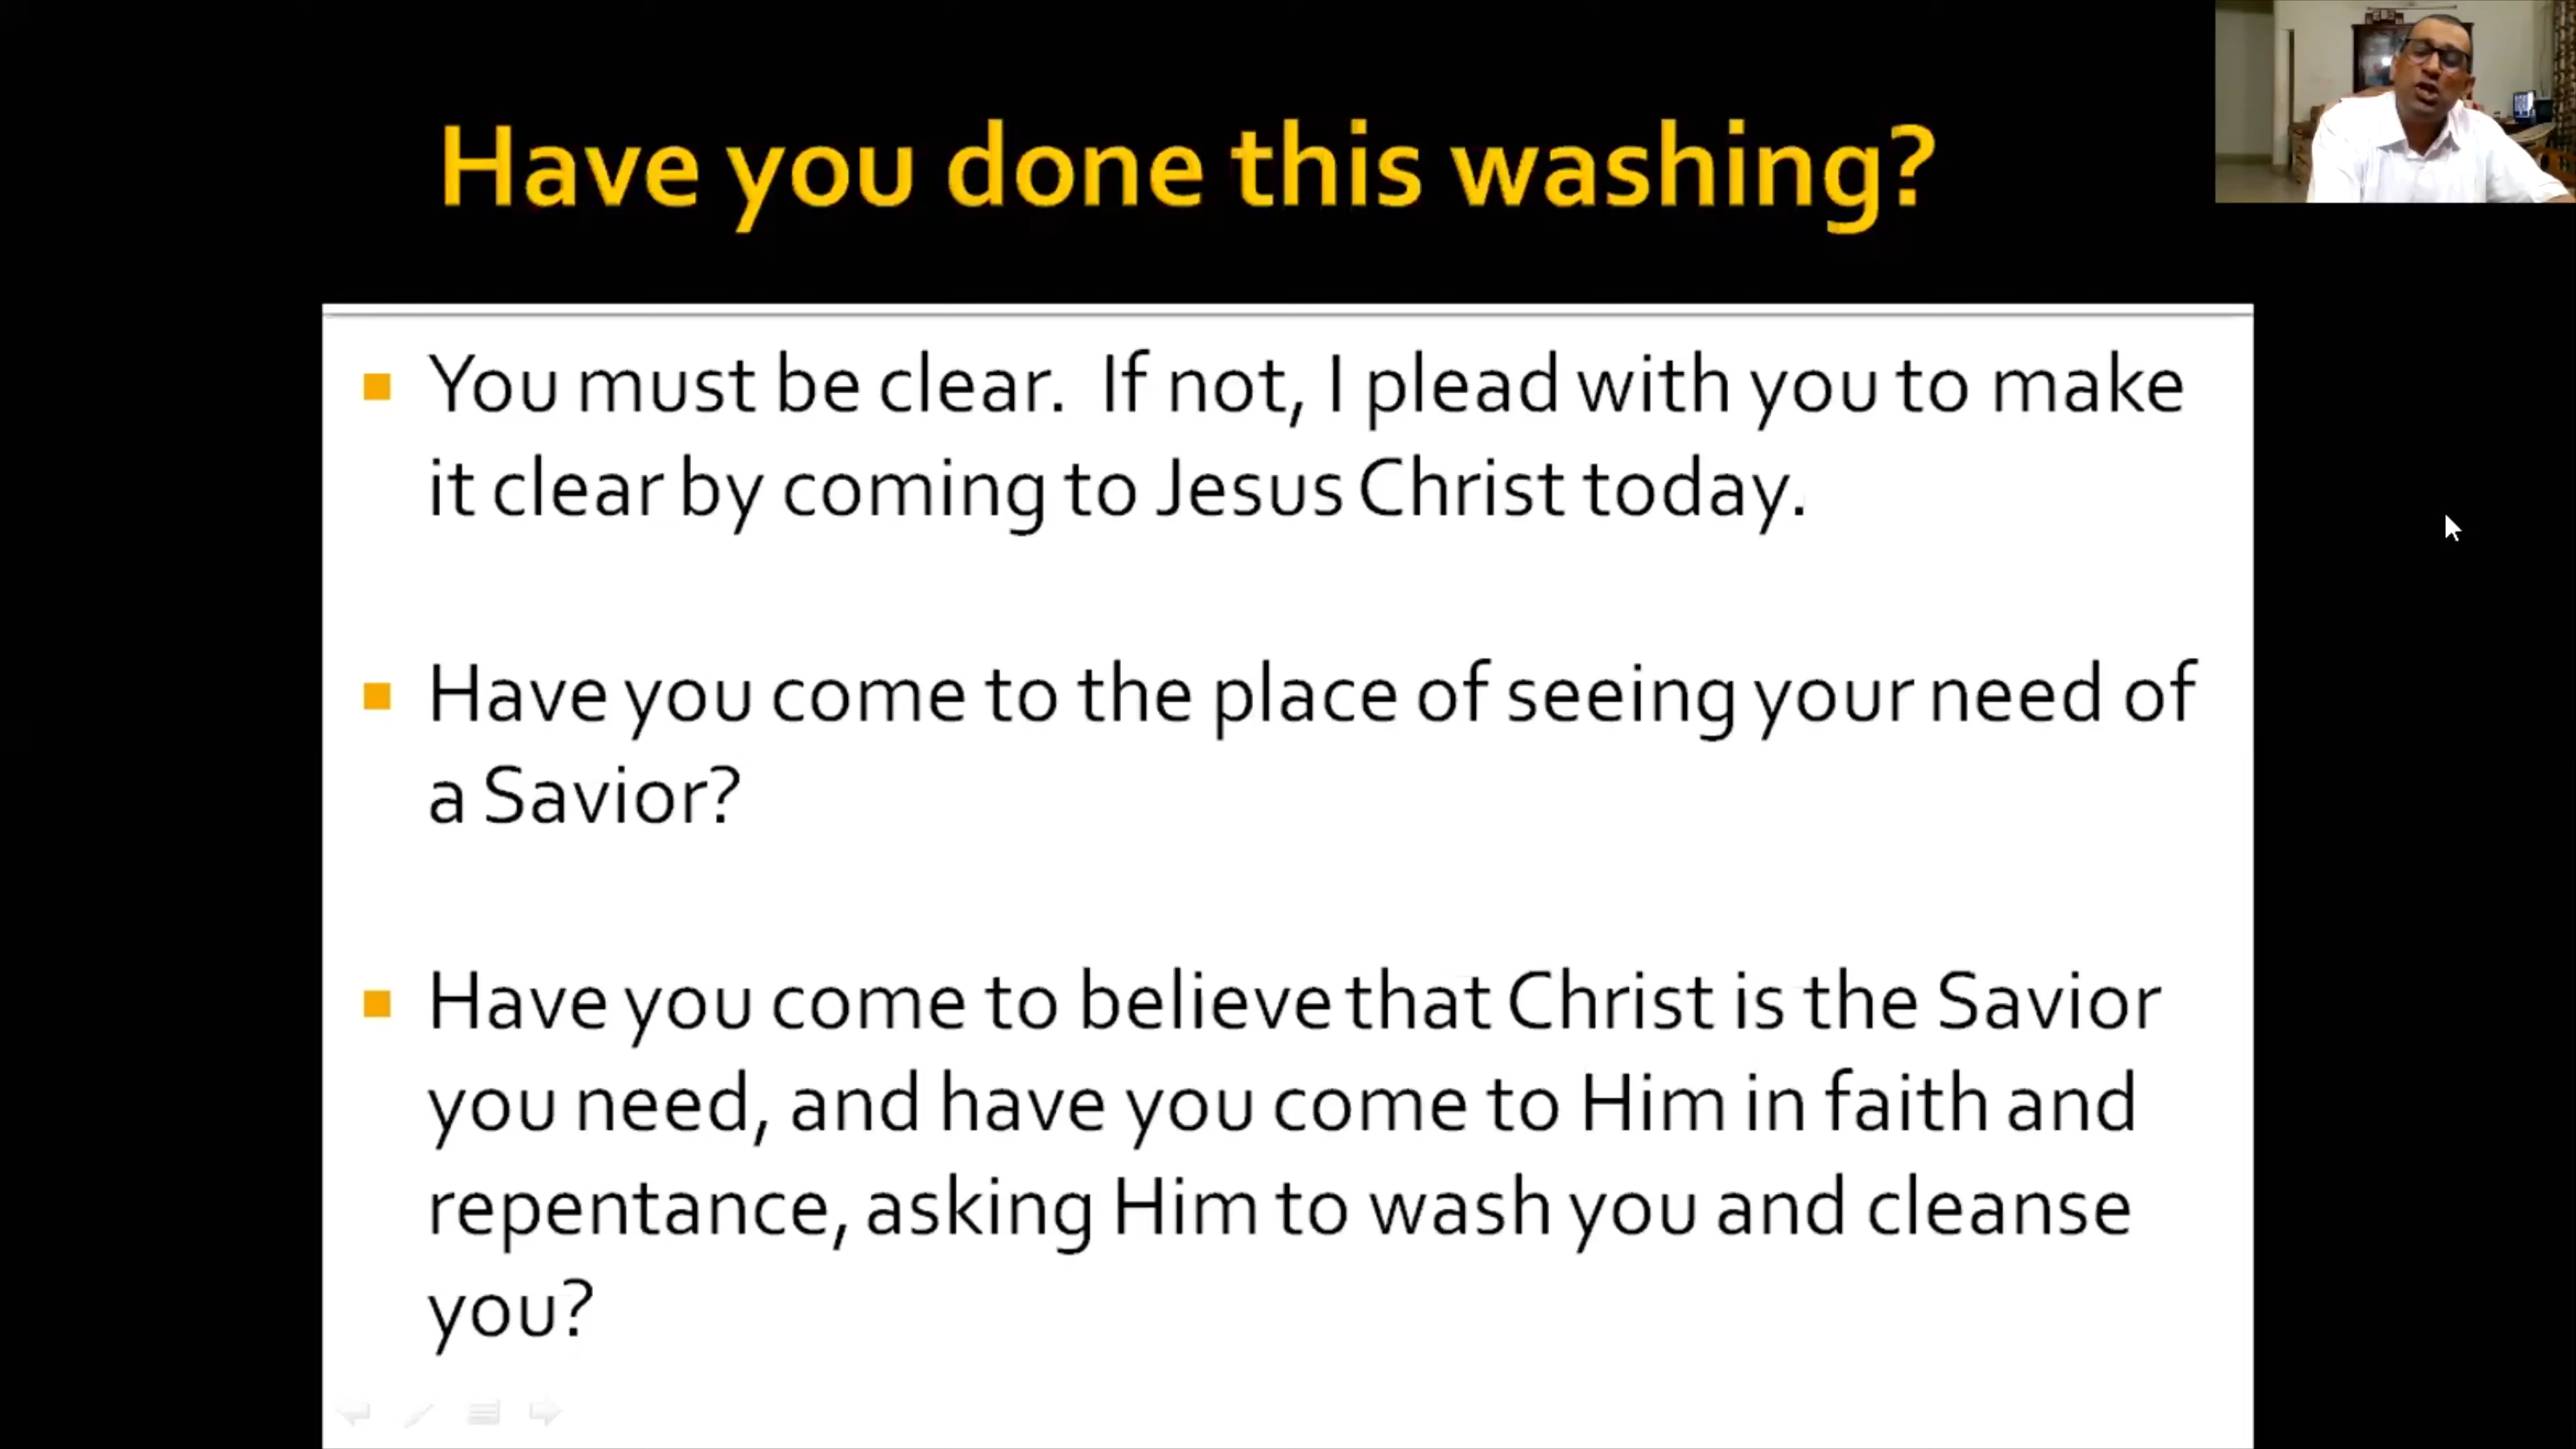 Have you done this washing?
You must be clear.  If not, I plead with you to make
it clear by coming to Jesus Christ today.
Have you come to the place of seeing your need of
a Savior?
Have you come to believe that Christ is the Savior
you need, and have you come to Him in faith and
repentance, asking Him to wash you and cleanse
you?